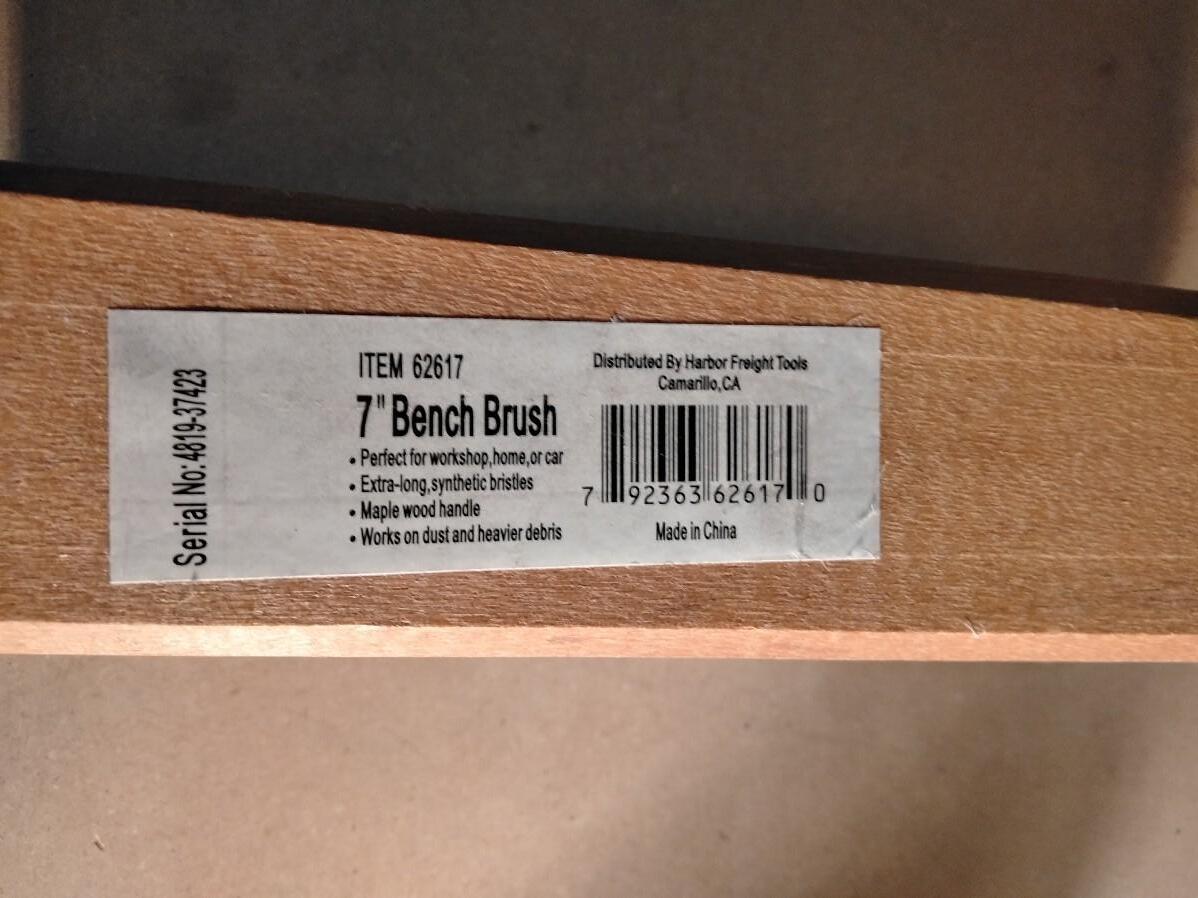 Serial No:4819-37423
ITEM 62617
7" Bench Brush
• Perfect for workshop,home,or car
• Extra-long,synthetic bristles
• Maple wood handle
• Works on dust and heavier debris
Distributed By Harbor Freight Tools
Camarillo,CA
7 92363 62617 0
Made in China